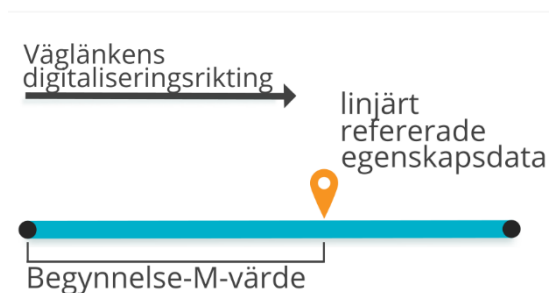 Väglänkens
digitaliseringsrikting
linjärt
refererade
egenskapsdata
Begynnelse-M-värde